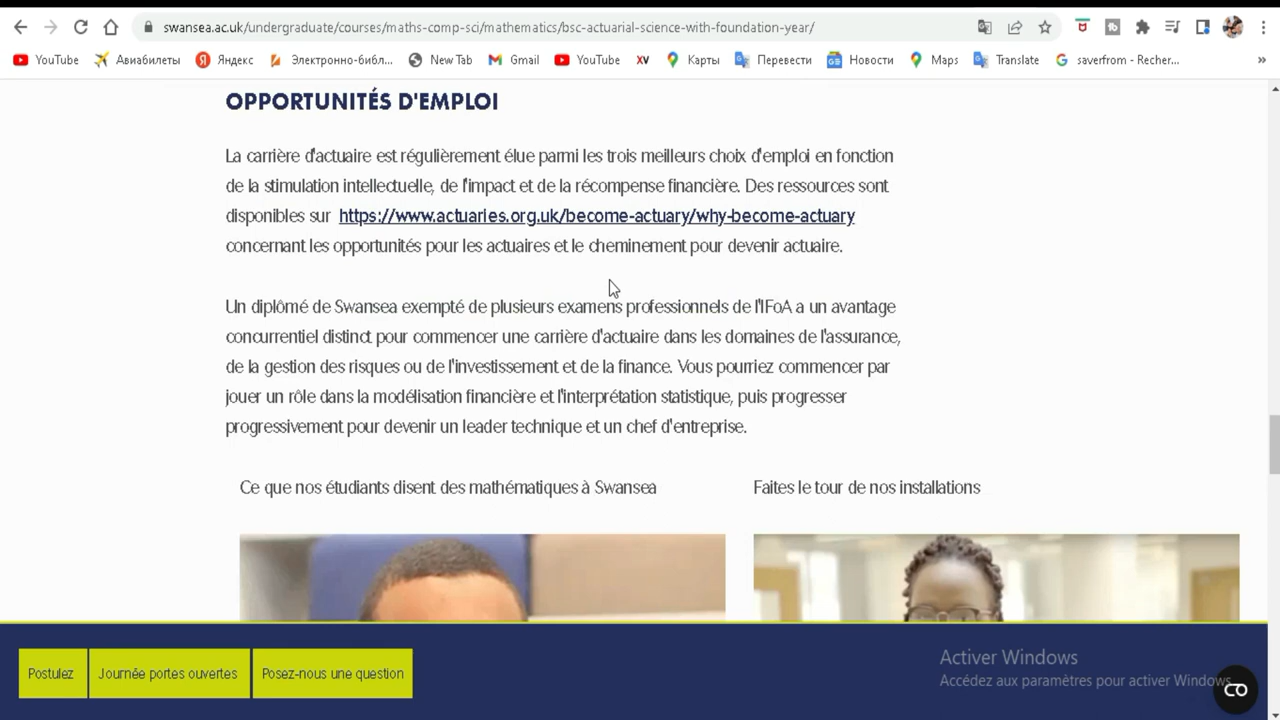 swansea.ac.uk/undergraduate/courses/maths-comp-sci/mathematics/bsc-actuarial-science-with-foundation-year/
YouTube Авиабилеты Яндекс Электронно-библ... New Tab Gmail YouTube XV Карты Перевести Новости Maps Translate saverfrom - Recher... »
OPPORTUNITÉS D'EMPLOI
La carrière d'actuaire est régulièrement élue parmi les trois meilleurs choix d'emploi en fonction
de la stimulation intellectuelle, de l'impact et de la récompense financière. Des ressources sont
disponibles sur https://www.actuaries.org.uk/become-actuary/why-become-actuary
concernant les opportunités pour les actuaires et le cheminement pour devenir actuaire.
Un diplômé de Swansea exempté de plusieurs examens professionnels de l'IFoA a un avantage
concurrentiel distinct pour commencer une carrière d'actuaire dans les domaines de l'assurance,
de la gestion des risques ou de l'investissement et de la finance. Vous pourriez commencer par
jouer un rôle dans la modélisation financière et l'interprétation statistique, puis progresser
progressivement pour devenir un leader technique et un chef d'entreprise.
Ce que nos étudiants disent des mathématiques à Swansea
Faites le tour de nos installations
Postulez Journée portes ouvertes Posez-nous une question
Activer Windows
Accédez aux paramètres pour activer Windows.